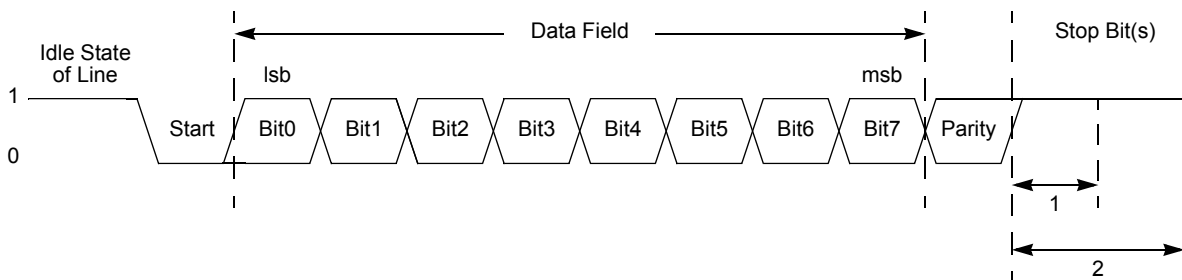 Data Field
Stop Bit(s)
Idle State
of Line
lsb
msb
1
Start
Bit0
Bit1
Bit2
Bit3
Bit4
Bit5
Bit6
Bit7
Parity
0
1
2